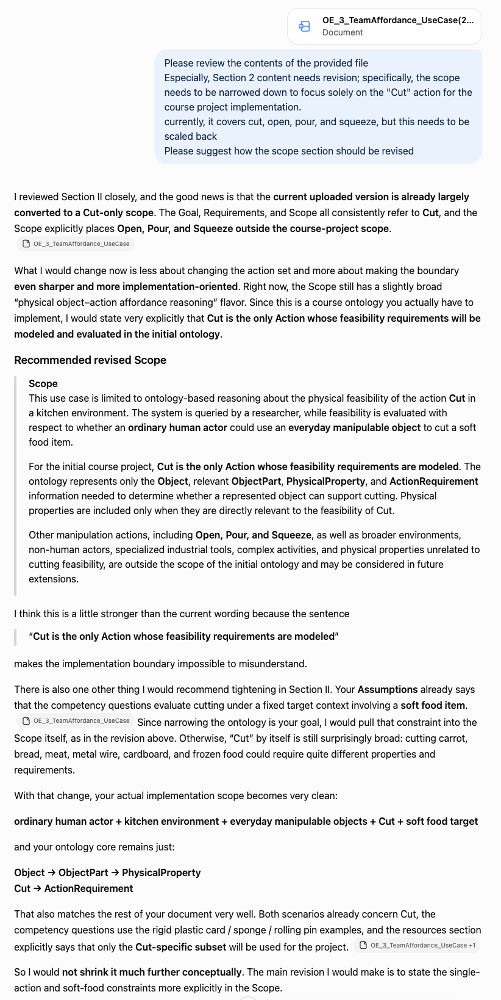 OE_3_TeamAffordance_UseCase(2...
Document
Please review the contents of the provided file
Especially, Section 2 content needs revision; specifically, the scope
needs to be narrowed down to focus solely on the "Cut" action for the
course project implementation.
currently, it covers cut, open, pour, and squeeze, but this needs to be
scaled back
Please suggest how the scope section should be revised
I reviewed Section II closely, and the good news is that the current uploaded version is already largely
converted to a Cut-only scope. The Goal, Requirements, and Scope all consistently refer to Cut, and the
Scope explicitly places Open, Pour, and Squeeze outside the course-project scope.
OE_3_TeamAffordance_UseCase
What I would change now is less about changing the action set and more about making the boundary
even sharper and more implementation-oriented. Right now, the Scope still has a slightly broad
“physical object–action affordance reasoning” flavor. Since this is a course ontology you actually have to
implement, I would state very explicitly that Cut is the only Action whose feasibility requirements will be
modeled and evaluated in the initial ontology.
Recommended revised Scope
Scope
This use case is limited to ontology-based reasoning about the physical feasibility of the action Cut in
a kitchen environment. The system is queried by a researcher, while feasibility is evaluated with
respect to whether an ordinary human actor could use an everyday manipulable object to cut a soft
food item.
For the initial course project, Cut is the only Action whose feasibility requirements are modeled. The
ontology represents only the Object, relevant ObjectPart, PhysicalProperty, and ActionRequirement
information needed to determine whether a represented object can support cutting. Physical
properties are included only when they are directly relevant to the feasibility of Cut.
Other manipulation actions, including Open, Pour, and Squeeze, as well as broader environments,
non-human actors, specialized industrial tools, complex activities, and physical properties unrelated to
cutting feasibility, are outside the scope of the initial ontology and may be considered in future
extensions.
I think this is a little stronger than the current wording because the sentence
“Cut is the only Action whose feasibility requirements are modeled”
makes the implementation boundary impossible to misunderstand.
There is also one other thing I would recommend tightening in Section II. Your Assumptions already says
that the competency questions evaluate cutting under a fixed target context involving a soft food item.
OE_3_TeamAffordance_UseCase Since narrowing the ontology is your goal, I would pull that constraint into the
Scope itself, as in the revision above. Otherwise, “Cut” by itself is still surprisingly broad: cutting carrot,
bread, meat, metal wire, cardboard, and frozen food could require quite different properties and
requirements.
With that change, your actual implementation scope becomes very clean:
ordinary human actor + kitchen environment + everyday manipulable objects + Cut + soft food target
and your ontology core remains just:
Object → ObjectPart → PhysicalProperty
Cut → ActionRequirement
That also matches the rest of your document very well. Both scenarios already concern Cut, the
competency questions use the rigid plastic card / sponge / rolling pin examples, and the resources section
explicitly says that only the Cut-specific subset will be used for the project. OE_3_TeamAffordance_UseCase +1
So I would not shrink it much further conceptually. The main revision I would make is to state the single-
action and soft-food constraints more explicitly in the Scope.